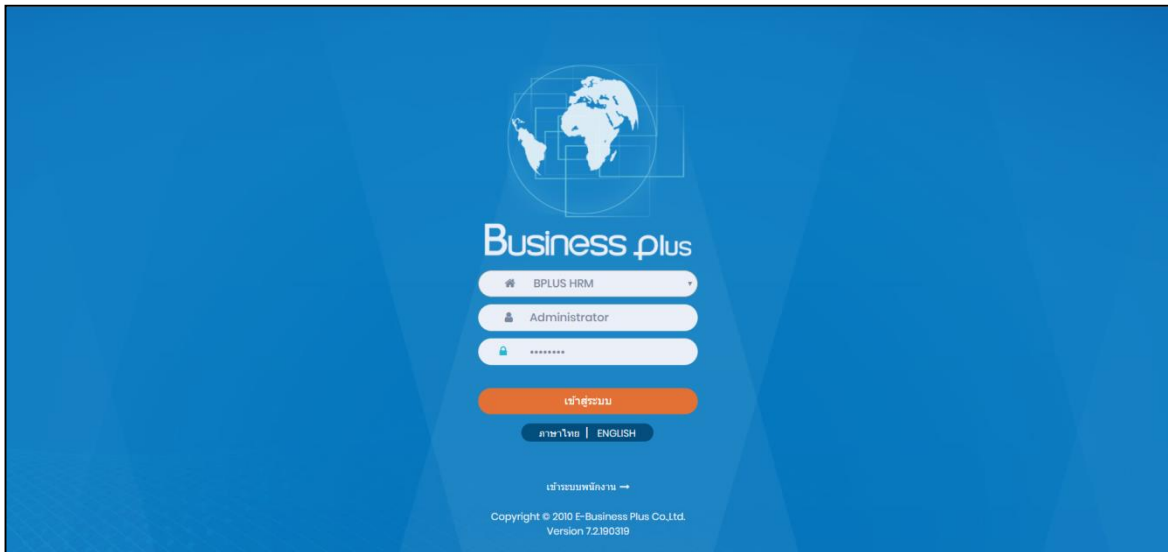 Business Plus
BPLUS HRM
Administrator
••••••••
เข้าสู่ระบบ
ภาษาไทย | ENGLISH
เข้าระบบพนักงาน →
Copyright © 2010 E-Business Plus Co.,Ltd.
Version 7.2.190319